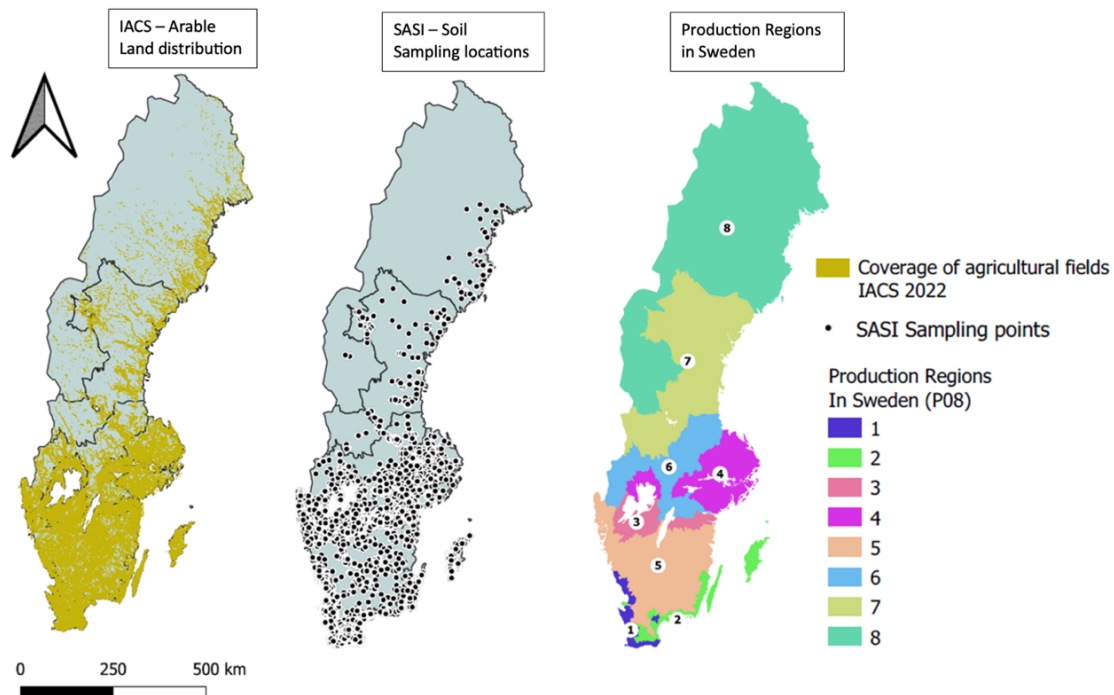 IACS – Arable
Land distribution
SASI – Soil
Sampling locations
Production Regions
in Sweden
8
7
6
4
3
5
2
1
Coverage of agricultural fields
IACS 2022
SASI Sampling points
Production Regions
In Sweden (P08)
1
2
3
4
5
6
7
8
0 250 500 km